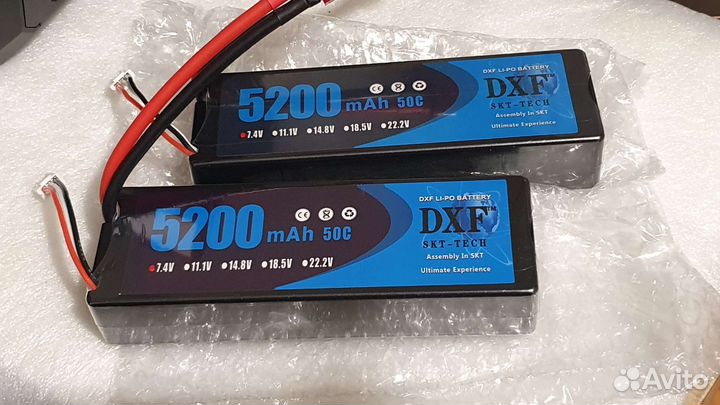 DXF LI-PO BATTERY
5200 mAh 50C
DXF™
SKT-TECH
7.4V 11.1V 14.8V 18.5V 22.2V
Assembly In SKT
Ultimate Experience
DXF LI-PO BATTERY
5200 mAh 50C
DXF™
SKT-TECH
7.4V 11.1V 14.8V 18.5V 22.2V
Assembly In SKT
Ultimate Experience
Avito